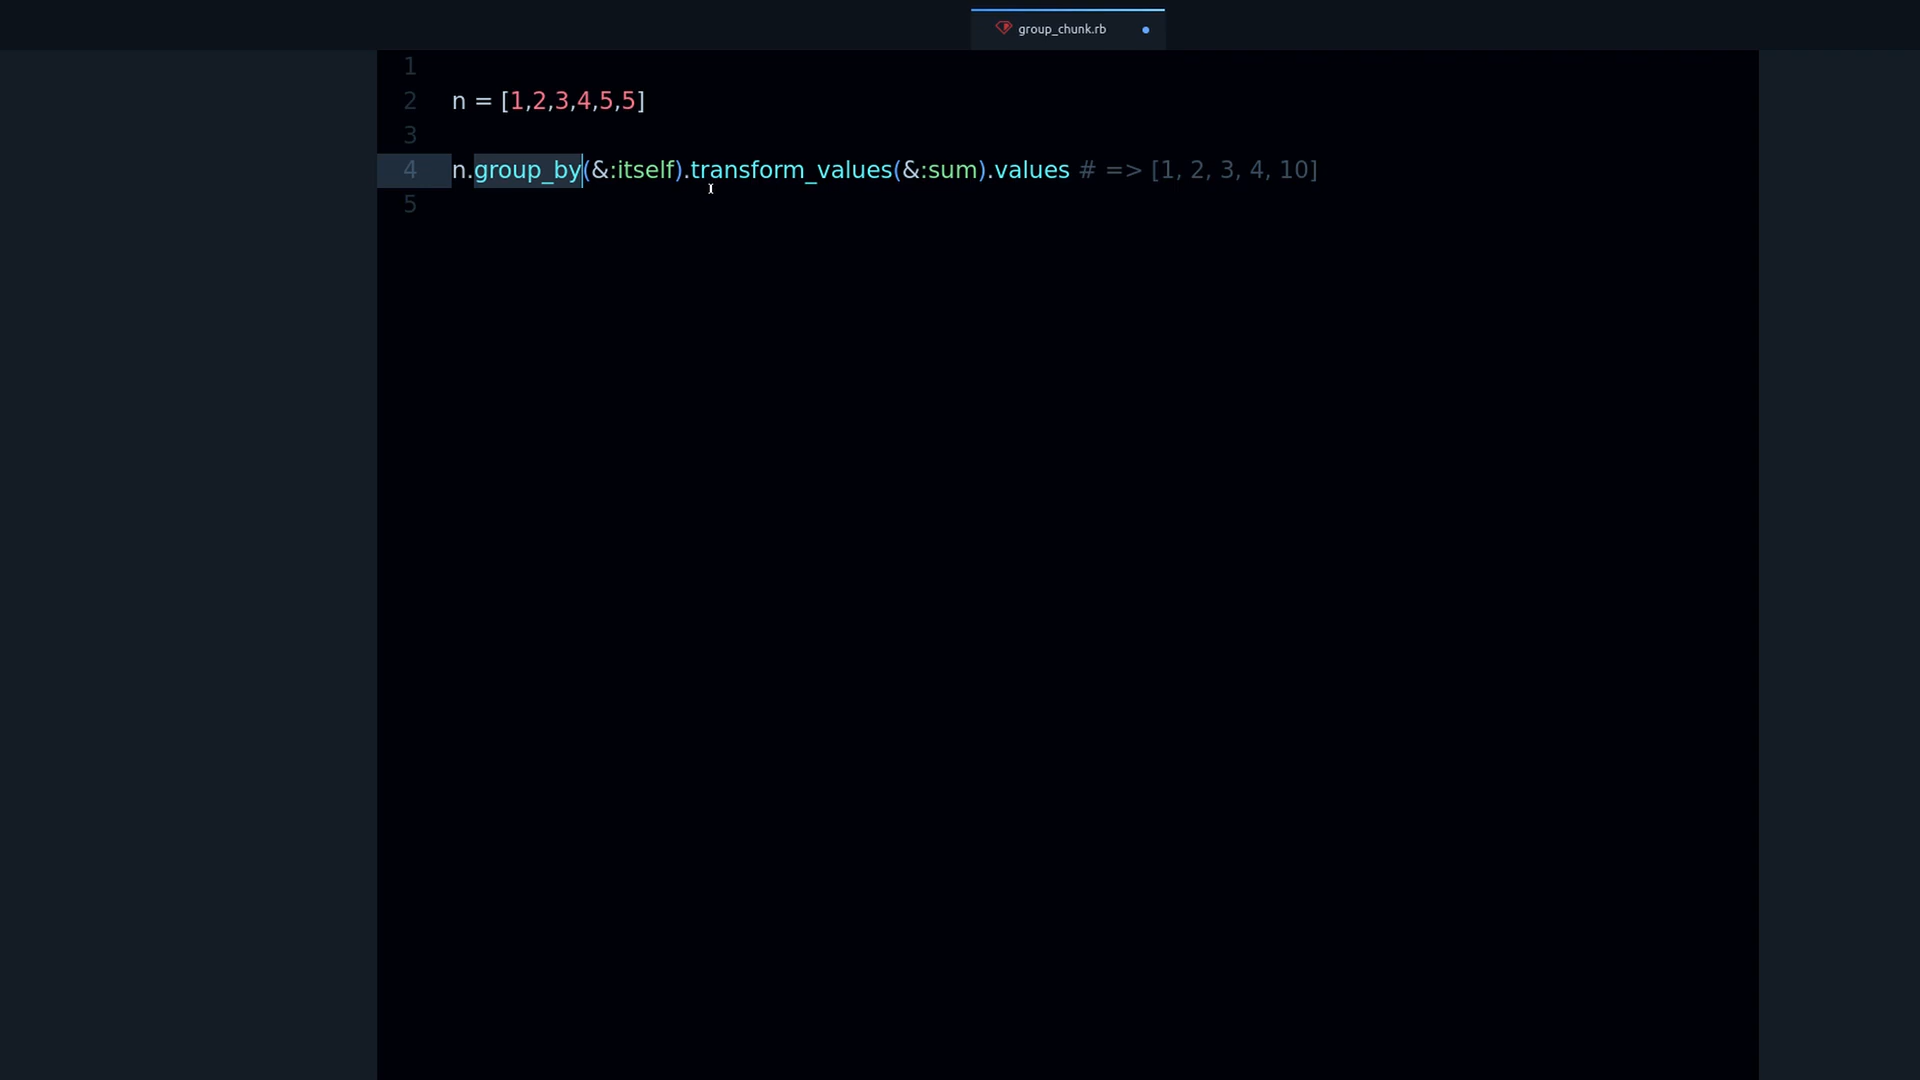 group_chunk.rb
1
2 n = [1,2,3,4,5,5]
3
4 n.group_by(&:itself).transform_values(&:sum).values # => [1, 2, 3, 4, 10]
5